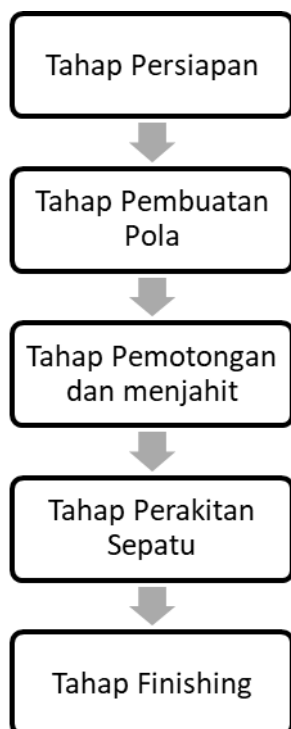 Tahap Persiapan
Tahap Pembuatan
Pola
Tahap Pemotongan
dan menjahit
Tahap Perakitan
Sepatu
Tahap Finishing